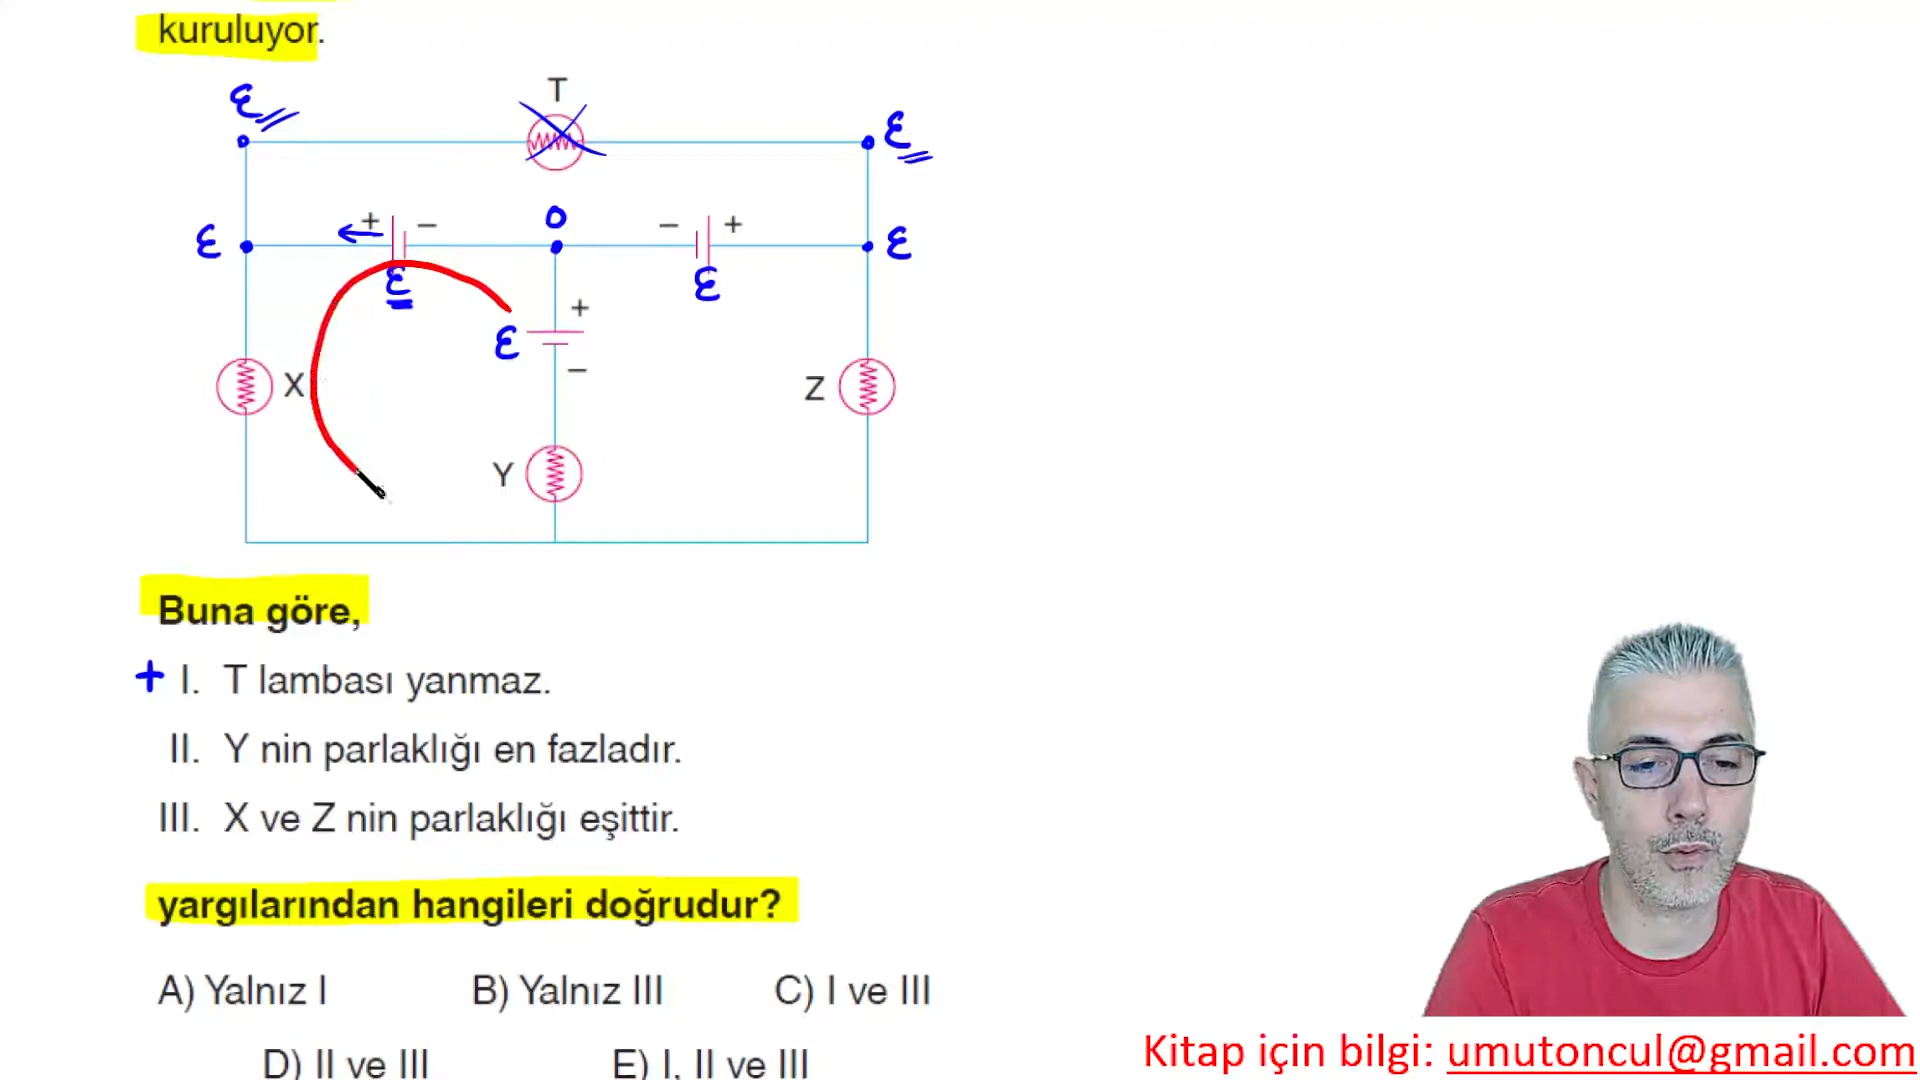 kuruluyor.
T
ε
ε
+ − 0 − +
ε ε
ε ε
+
ε
−
X Z
Y
Buna göre,
+ I. T lambası yanmaz.
II. Y nin parlaklığı en fazladır.
III. X ve Z nin parlaklığı eşittir.
yargılarından hangileri doğrudur?
A) Yalnız I B) Yalnız III C) I ve III
D) II ve III E) I, II ve III
Kitap için bilgi: umutoncul@gmail.com